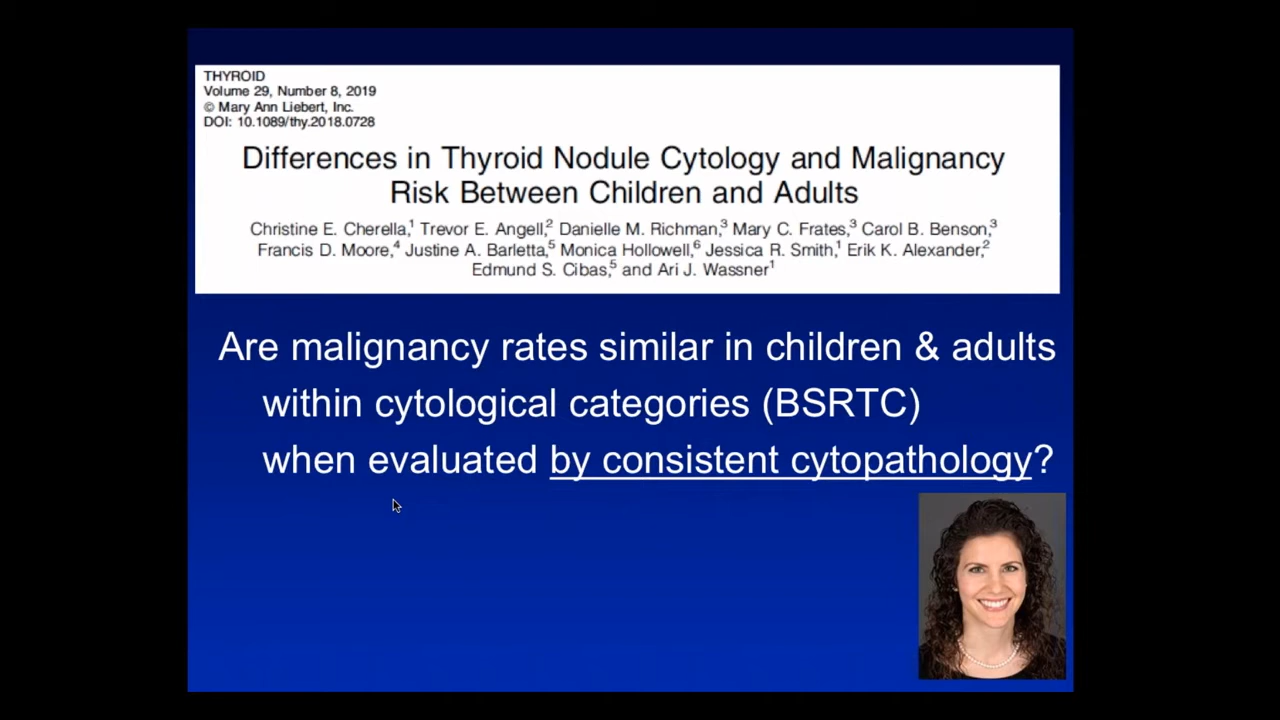 THYROID
Volume 29, Number 8, 2019
© Mary Ann Liebert, Inc.
DOI: 10.1089/thy.2018.0728
Differences in Thyroid Nodule Cytology and Malignancy
Risk Between Children and Adults
Christine E. Cherella,1 Trevor E. Angell,2 Danielle M. Richman,3 Mary C. Frates,3 Carol B. Benson,3
Francis D. Moore,4 Justine A. Barletta,5 Monica Hollowell,6 Jessica R. Smith,1 Erik K. Alexander,2
Edmund S. Cibas,5 and Ari J. Wassner1
Are malignancy rates similar in children & adults
within cytological categories (BSRTC)
when evaluated by consistent cytopathology?